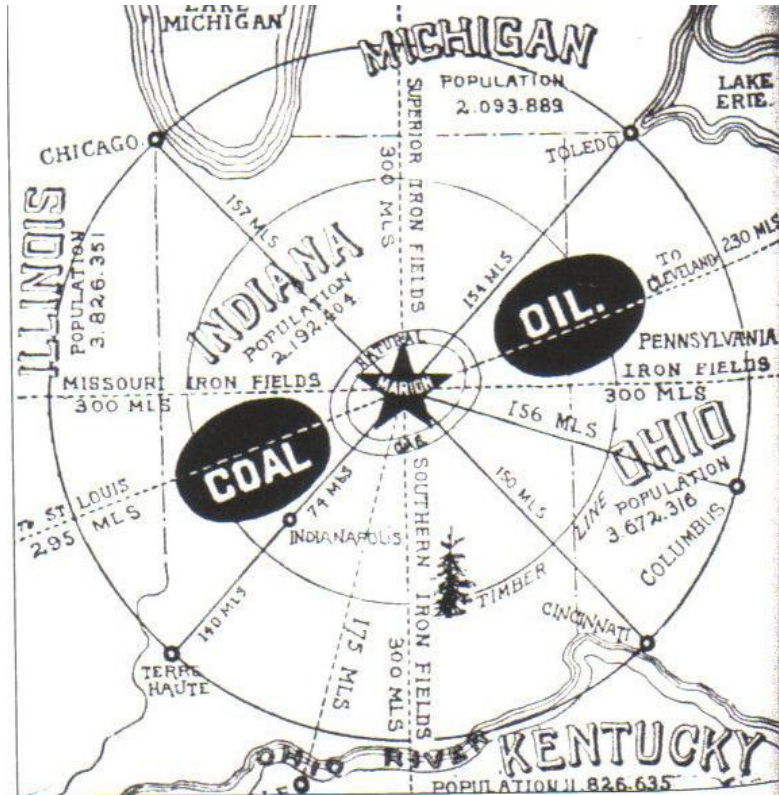 LAKE
MICHIGAN
MICHIGAN
POPULATION
2.093.889
LAKE
ERIE.
CHICAGO.
TOLEDO
SUPERIOR IRON FIELDS
300 MLS
157 MLS
154 MLS
ILLINOIS
POPULATION
3.826.351
INDIANA
POPULATION
2.192.404
TO
CLEVELAND- 230 MLS
OIL.
NATURAL
MARION
GAS
PENNSYLVANIA
IRON FIELDS
300 MLS
MISSOURI IRON FIELDS
300 MLS
156 MLS
COAL
OHIO
POPULATION
3.672.316
TO ST LOUIS
295 MLS
74 MLS
INDIANAPOLIS
150 MLS
SOUTHERN IRON FIELDS
300 MLS
TIMBER LINE
COLUMBUS
CINCINNATI
140 MLS
175 MLS
TERRE
HAUTE
OHIO RIVER
KENTUCKY
POPULATION 1.826.635